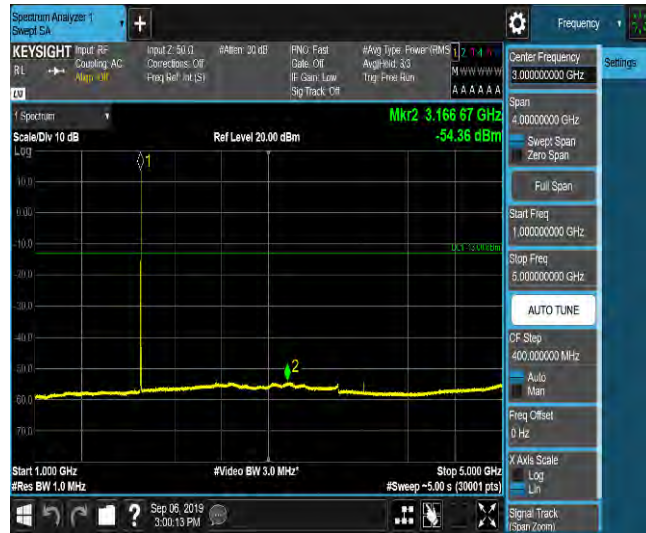 Spectrum Analyzer 1
Swept SA
+
Frequency
KEYSIGHT
RL
Input: RF
Coupling: AC
Align: Off
Input Z: 50 Ω
Corrections: Off
Freq Ref: Int (S)
#Atten: 30 dB
PNO: Fast
Gate: Off
IF Gain: Low
Sig Track: Off
#Avg Type: Power (RMS
Avg|Hold: 3/3
Trig: Free Run
1 2 3 4 5 6
M W W W W W
A A A A A A
1 Spectrum
Scale/Div 10 dB
Log
Ref Level 20.00 dBm
Mkr2 3.166 67 GHz
-54.36 dBm
1
10.0
0.00
-10.0
DL1 -13.00 dBm
-20.0
-30.0
-40.0
-50.0
2
-60.0
-70.0
Start 1.000 GHz
#Res BW 1.0 MHz
#Video BW 3.0 MHz*
Stop 5.000 GHz
#Sweep ~5.00 s (30001 pts)
?
Sep 06, 2019
3:00:13 PM
Center Frequency
3.000000000 GHz
Settings
Span
4.00000000 GHz
Swept Span
Zero Span
Full Span
Start Freq
1.000000000 GHz
Stop Freq
5.000000000 GHz
AUTO TUNE
CF Step
400.000000 MHz
Auto
Man
Freq Offset
0 Hz
X Axis Scale
Log
Lin
Signal Track
(Span Zoom)